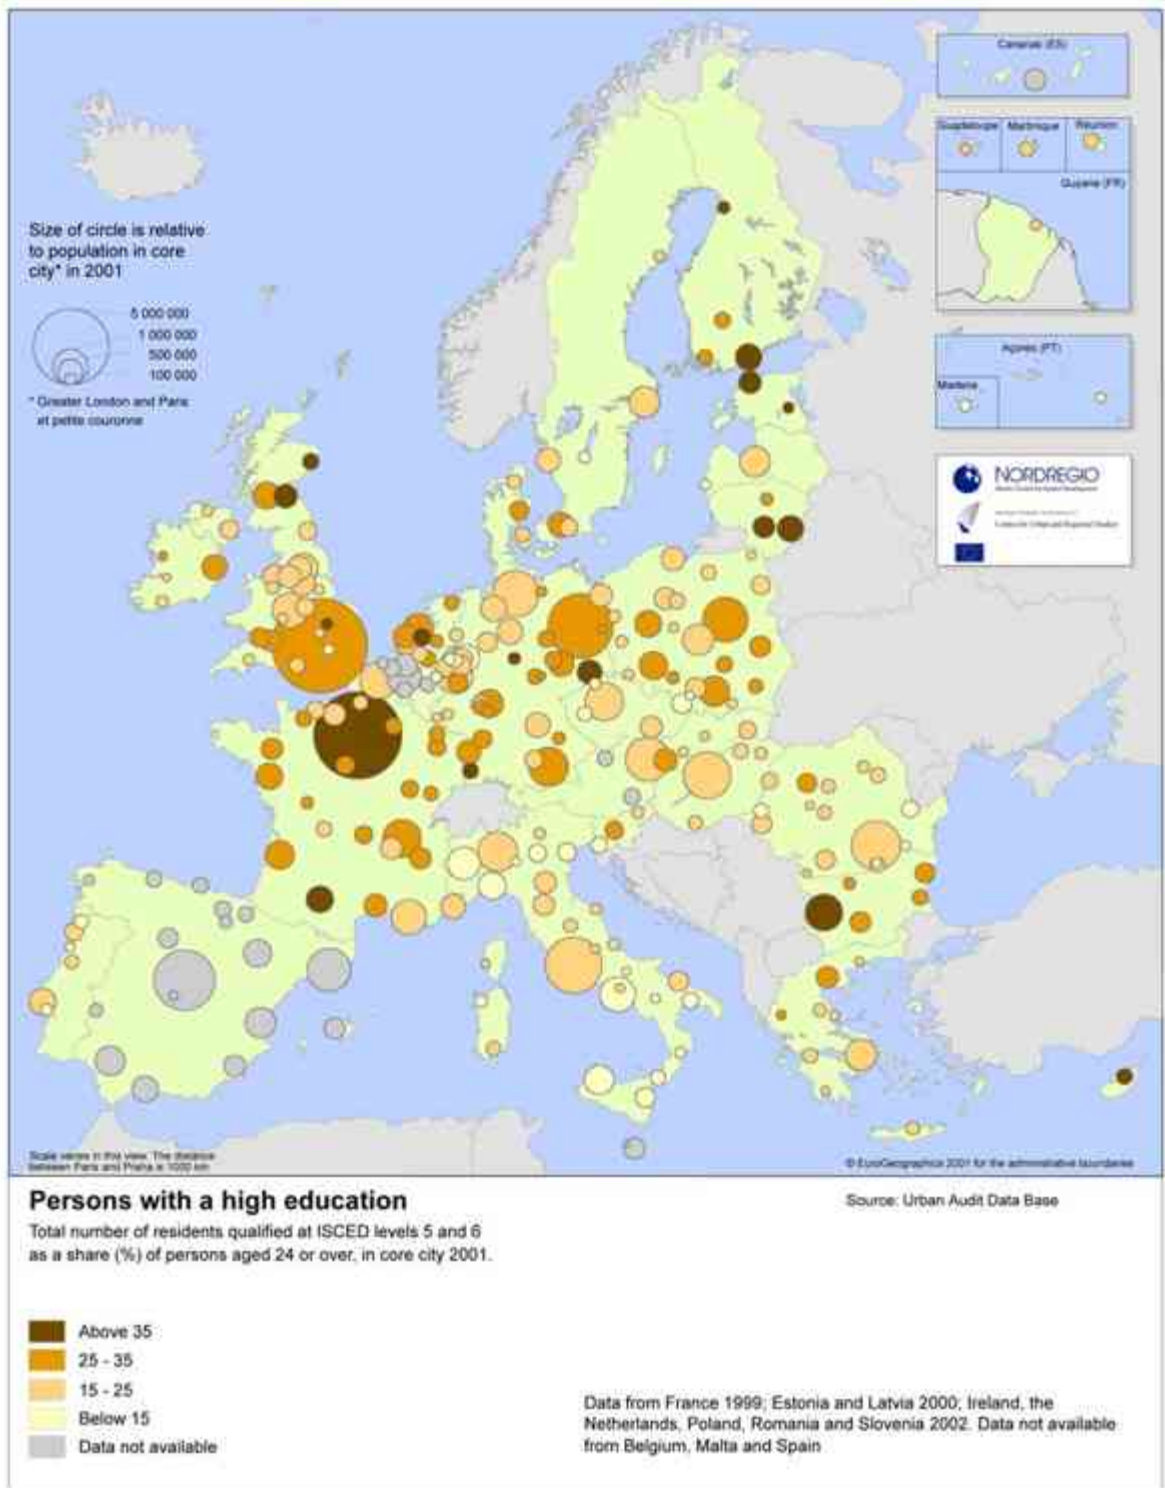 Canarias (ES)
Guadeloupe
Martinique
Réunion
Guyane (FR)
Size of circle is relative
to population in core
city* in 2001
5 000 000
1 000 000
500 000
100 000
* Greater London and Paris
et petite couronne
Açores (PT)
Madeira
NORDREGIO
Centre for Urban and Regional Studies
Scale varies in this view. The distance
between Paris and Praha is 1000 km
© EuroGeographics 2001 for the administrative boundaries
Persons with a high education
Source: Urban Audit Data Base
Total number of residents qualified at ISCED levels 5 and 6
as a share (%) of persons aged 24 or over, in core city 2001.
Above 35
25 - 35
15 - 25
Below 15
Data not available
Data from France 1999; Estonia and Latvia 2000; Ireland, the
Netherlands, Poland, Romania and Slovenia 2002. Data not available
from Belgium, Malta and Spain